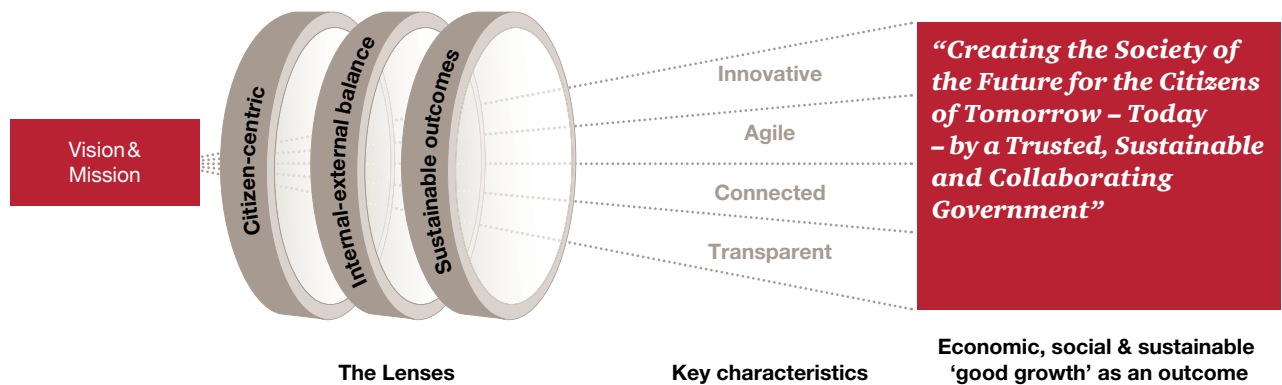 Vision &
Mission
Citizen-centric
Internal-external balance
Sustainable outcomes
Innovative
Agile
Connected
Transparent
“Creating the Society of
the Future for the Citizens
of Tomorrow – Today
– by a Trusted, Sustainable
and Collaborating
Government”
The Lenses
Key characteristics
Economic, social & sustainable
‘good growth’ as an outcome